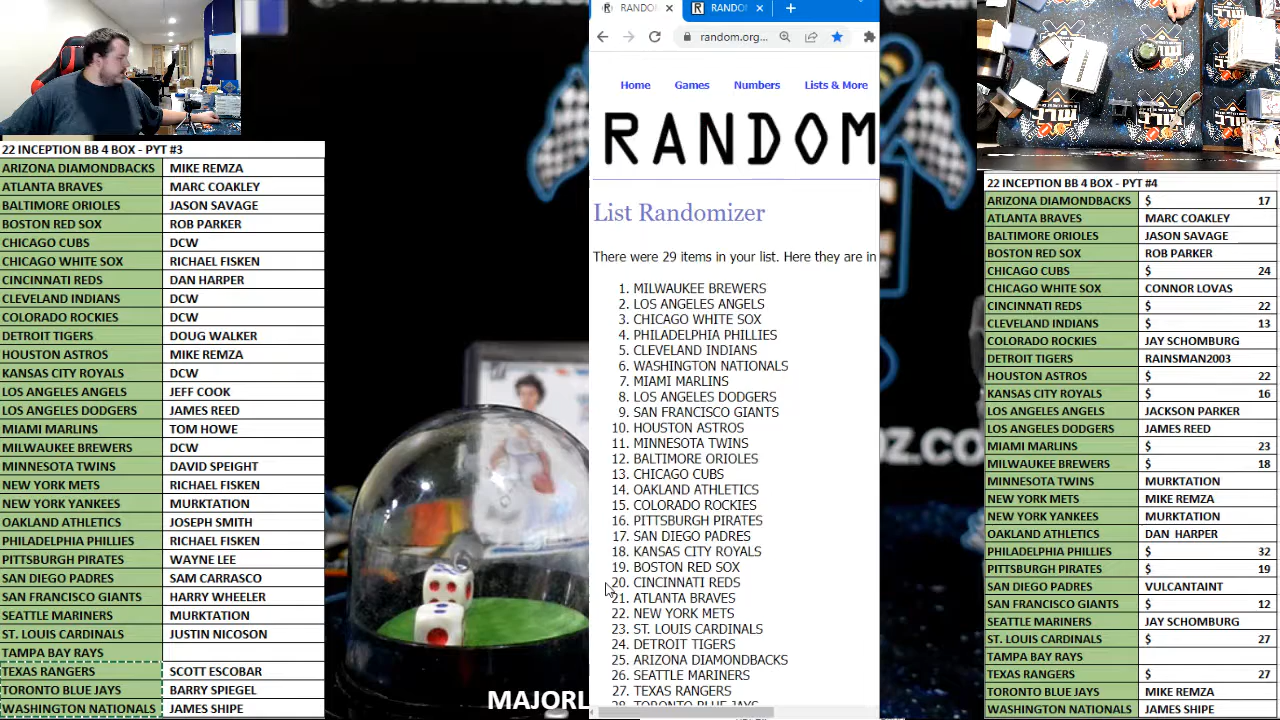 22 INCEPTION BB 4 BOX - PYT #3
ARIZONA DIAMONDBACKS MIKE REMZA
ATLANTA BRAVES MARC COAKLEY
BALTIMORE ORIOLES JASON SAVAGE
BOSTON RED SOX ROB PARKER
CHICAGO CUBS DCW
CHICAGO WHITE SOX RICHAEL FISKEN
CINCINNATI REDS DAN HARPER
CLEVELAND INDIANS DCW
COLORADO ROCKIES DCW
DETROIT TIGERS DOUG WALKER
HOUSTON ASTROS MIKE REMZA
KANSAS CITY ROYALS DCW
LOS ANGELES ANGELS JEFF COOK
LOS ANGELES DODGERS JAMES REED
MIAMI MARLINS TOM HOWE
MILWAUKEE BREWERS DCW
MINNESOTA TWINS DAVID SPEIGHT
NEW YORK METS RICHAEL FISKEN
NEW YORK YANKEES MURKTATION
OAKLAND ATHLETICS JOSEPH SMITH
PHILADELPHIA PHILLIES RICHAEL FISKEN
PITTSBURGH PIRATES WAYNE LEE
SAN DIEGO PADRES SAM CARRASCO
SAN FRANCISCO GIANTS HARRY WHEELER
SEATTLE MARINERS MURKTATION
ST. LOUIS CARDINALS JUSTIN NICOSON
TAMPA BAY RAYS
TEXAS RANGERS SCOTT ESCOBAR
TORONTO BLUE JAYS BARRY SPIEGEL
WASHINGTON NATIONALS JAMES SHIPE
MAJORL
RANDO
RANDO
random.org...
Home Games Numbers Lists & More
RANDOM
List Randomizer
There were 29 items in your list. Here they are in
1. MILWAUKEE BREWERS
2. LOS ANGELES ANGELS
3. CHICAGO WHITE SOX
4. PHILADELPHIA PHILLIES
5. CLEVELAND INDIANS
6. WASHINGTON NATIONALS
7. MIAMI MARLINS
8. LOS ANGELES DODGERS
9. SAN FRANCISCO GIANTS
10. HOUSTON ASTROS
11. MINNESOTA TWINS
12. BALTIMORE ORIOLES
13. CHICAGO CUBS
14. OAKLAND ATHLETICS
15. COLORADO ROCKIES
16. PITTSBURGH PIRATES
17. SAN DIEGO PADRES
18. KANSAS CITY ROYALS
19. BOSTON RED SOX
20. CINCINNATI REDS
21. ATLANTA BRAVES
22. NEW YORK METS
23. ST. LOUIS CARDINALS
24. DETROIT TIGERS
25. ARIZONA DIAMONDBACKS
26. SEATTLE MARINERS
27. TEXAS RANGERS
28. TORONTO BLUE JAYS
Z.CO
22 INCEPTION BB 4 BOX - PYT #4
ARIZONA DIAMONDBACKS $ 17
ATLANTA BRAVES MARC COAKLEY
BALTIMORE ORIOLES JASON SAVAGE
BOSTON RED SOX ROB PARKER
CHICAGO CUBS $ 24
CHICAGO WHITE SOX CONNOR LOVAS
CINCINNATI REDS $ 22
CLEVELAND INDIANS $ 13
COLORADO ROCKIES JAY SCHOMBURG
DETROIT TIGERS RAINSMAN2003
HOUSTON ASTROS $ 22
KANSAS CITY ROYALS $ 16
LOS ANGELES ANGELS JACKSON PARKER
LOS ANGELES DODGERS JAMES REED
MIAMI MARLINS $ 23
MILWAUKEE BREWERS $ 18
MINNESOTA TWINS MURKTATION
NEW YORK METS MIKE REMZA
NEW YORK YANKEES MURKTATION
OAKLAND ATHLETICS DAN HARPER
PHILADELPHIA PHILLIES $ 32
PITTSBURGH PIRATES $ 19
SAN DIEGO PADRES VULCANTAINT
SAN FRANCISCO GIANTS $ 12
SEATTLE MARINERS JAY SCHOMBURG
ST. LOUIS CARDINALS $ 27
TAMPA BAY RAYS
TEXAS RANGERS $ 27
TORONTO BLUE JAYS MIKE REMZA
WASHINGTON NATIONALS JAMES SHIPE